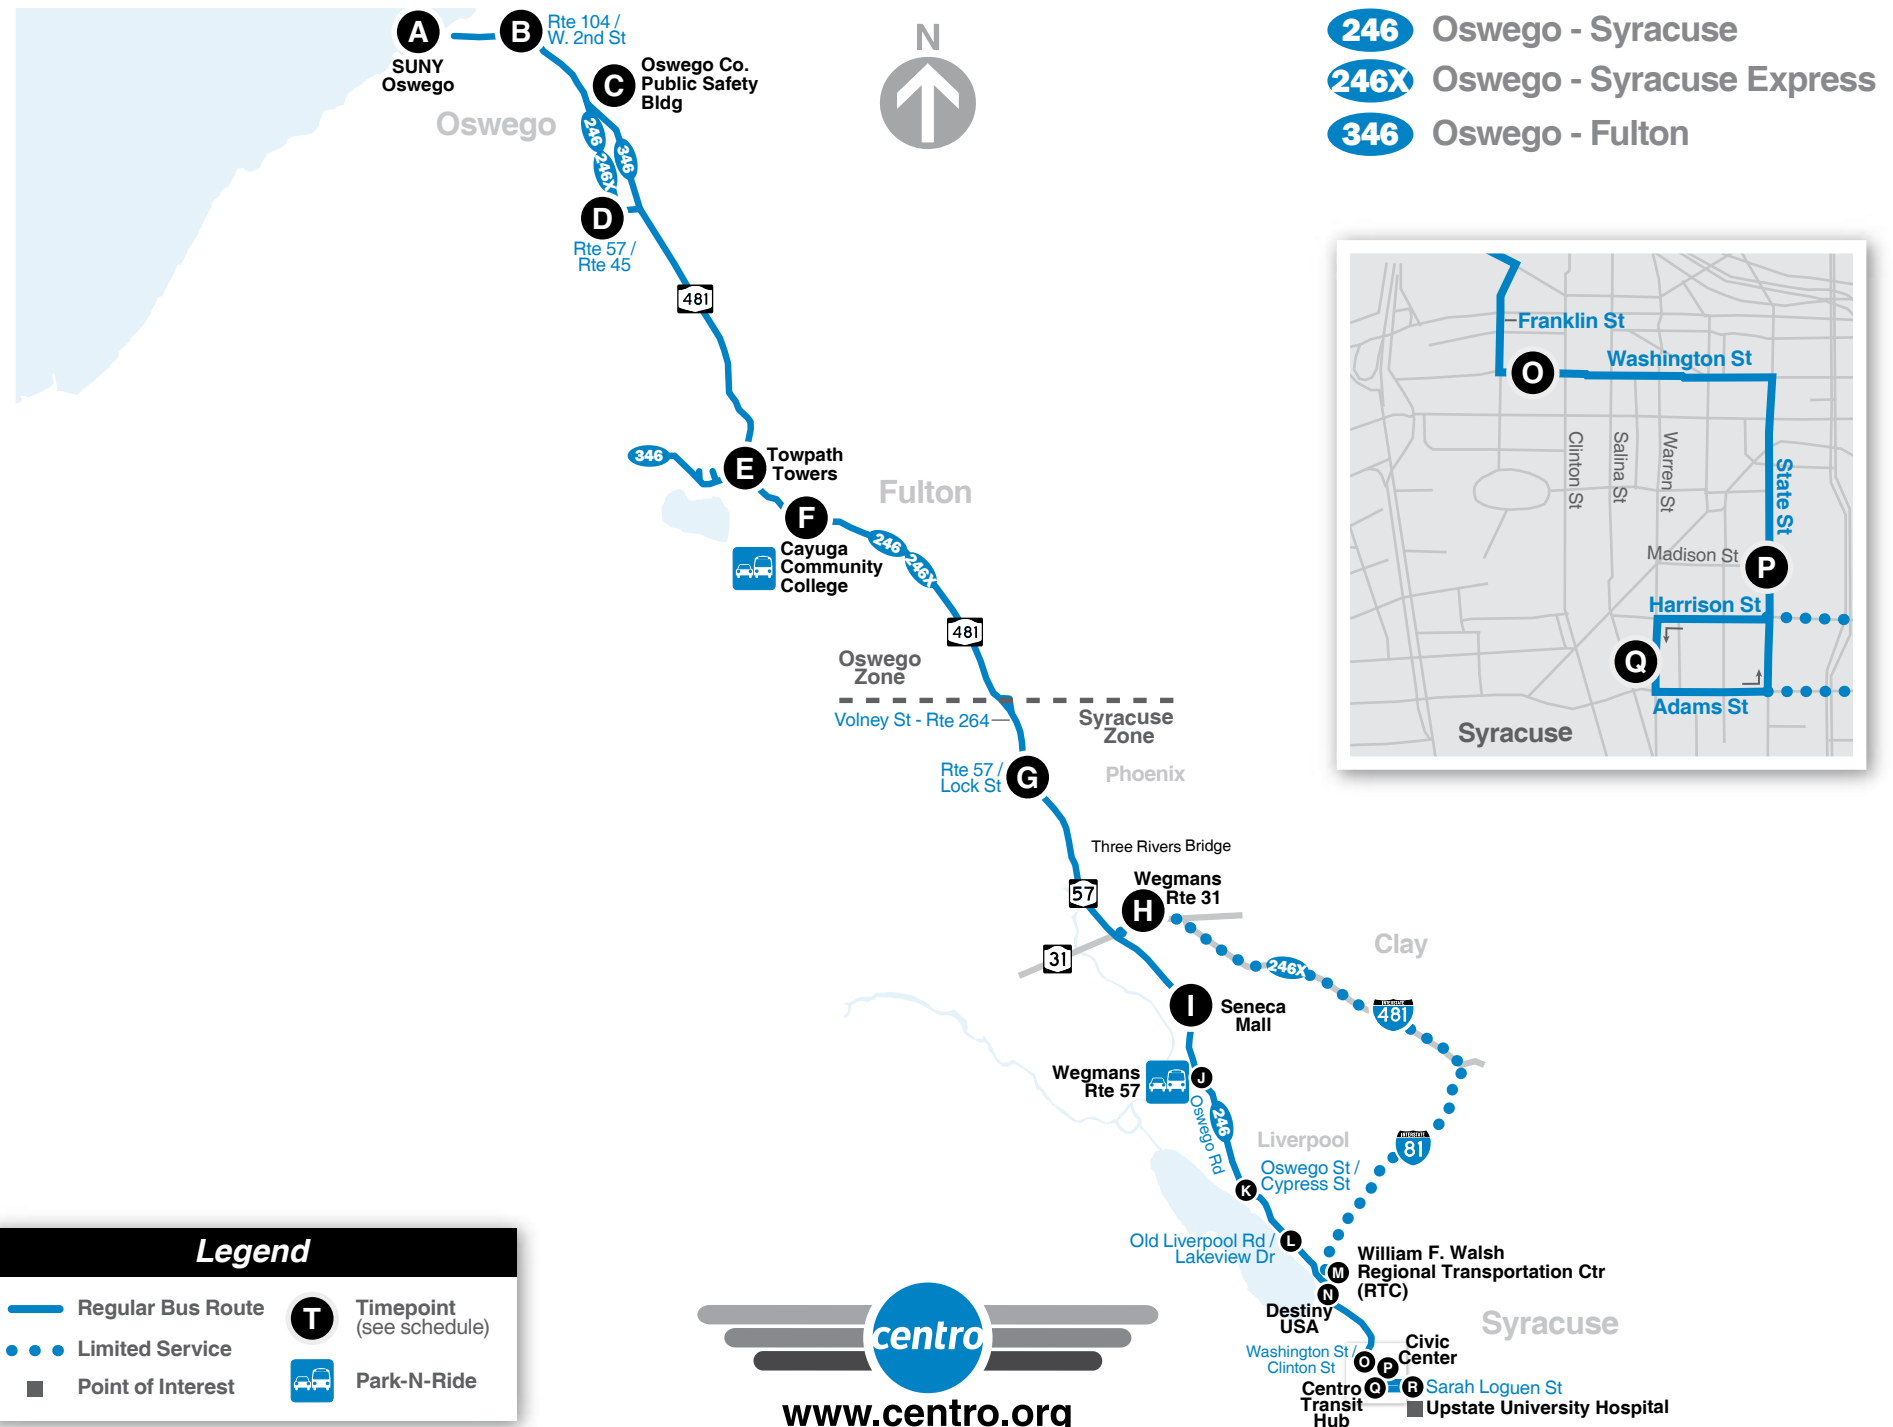 246 Oswego - Syracuse
246X Oswego - Syracuse Express
346 Oswego - Fulton
N
A
SUNY
Oswego
B
Rte 104 /
W. 2nd St
C
Oswego Co.
Public Safety
Bldg
Oswego
246
246X
346
D
Rte 57 /
Rte 45
481
346
E
Towpath
Towers
Fulton
F
Cayuga
Community
College
246
246X
481
Oswego
Zone
Volney St - Rte 264
Syracuse
Zone
Rte 57 /
Lock St
G
Phoenix
Three Rivers Bridge
57
Wegmans
Rte 31
H
31
Clay
246X
INTERSTATE
481
I
Seneca
Mall
Wegmans
Rte 57
J
Oswego Rd
246
INTERSTATE
81
Liverpool
K
Oswego St /
Cypress St
Old Liverpool Rd /
Lakeview Dr
L
M
William F. Walsh
Regional Transportation Ctr
(RTC)
N
Destiny
USA
Syracuse
Washington St /
Clinton St
O
P
Civic
Center
Centro
Transit
Hub
Q
R
Sarah Loguen St
Upstate University Hospital
Franklin St
O
Washington St
Clinton St
Salina St
Warren St
State St
Madison St
P
Harrison St
Q
Adams St
Syracuse
Legend
Regular Bus Route
Limited Service
Point of Interest
T
Timepoint
(see schedule)
Park-N-Ride
centro
www.centro.org